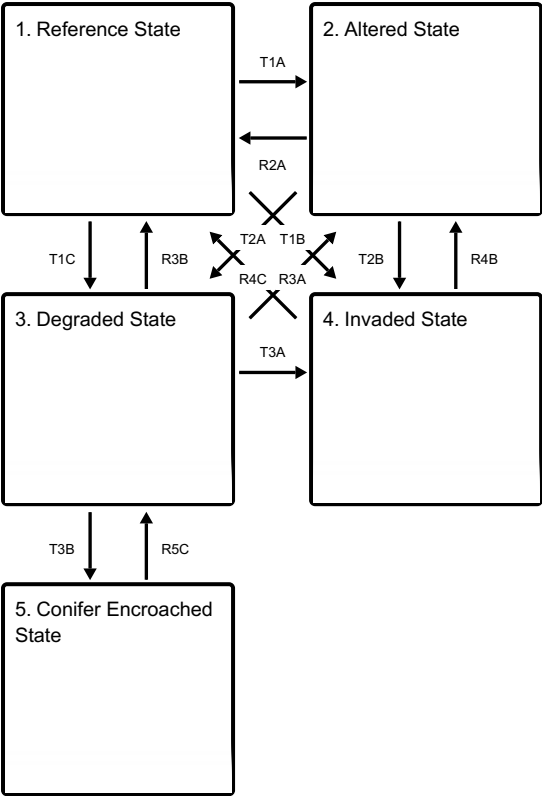 1. Reference State
2. Altered State
T1A
R2A
T2A
T1B
T1C
R3B
T2B
R4B
R4C
R3A
3. Degraded State
4. Invaded State
T3A
T3B
R5C
5. Conifer Encroached
State